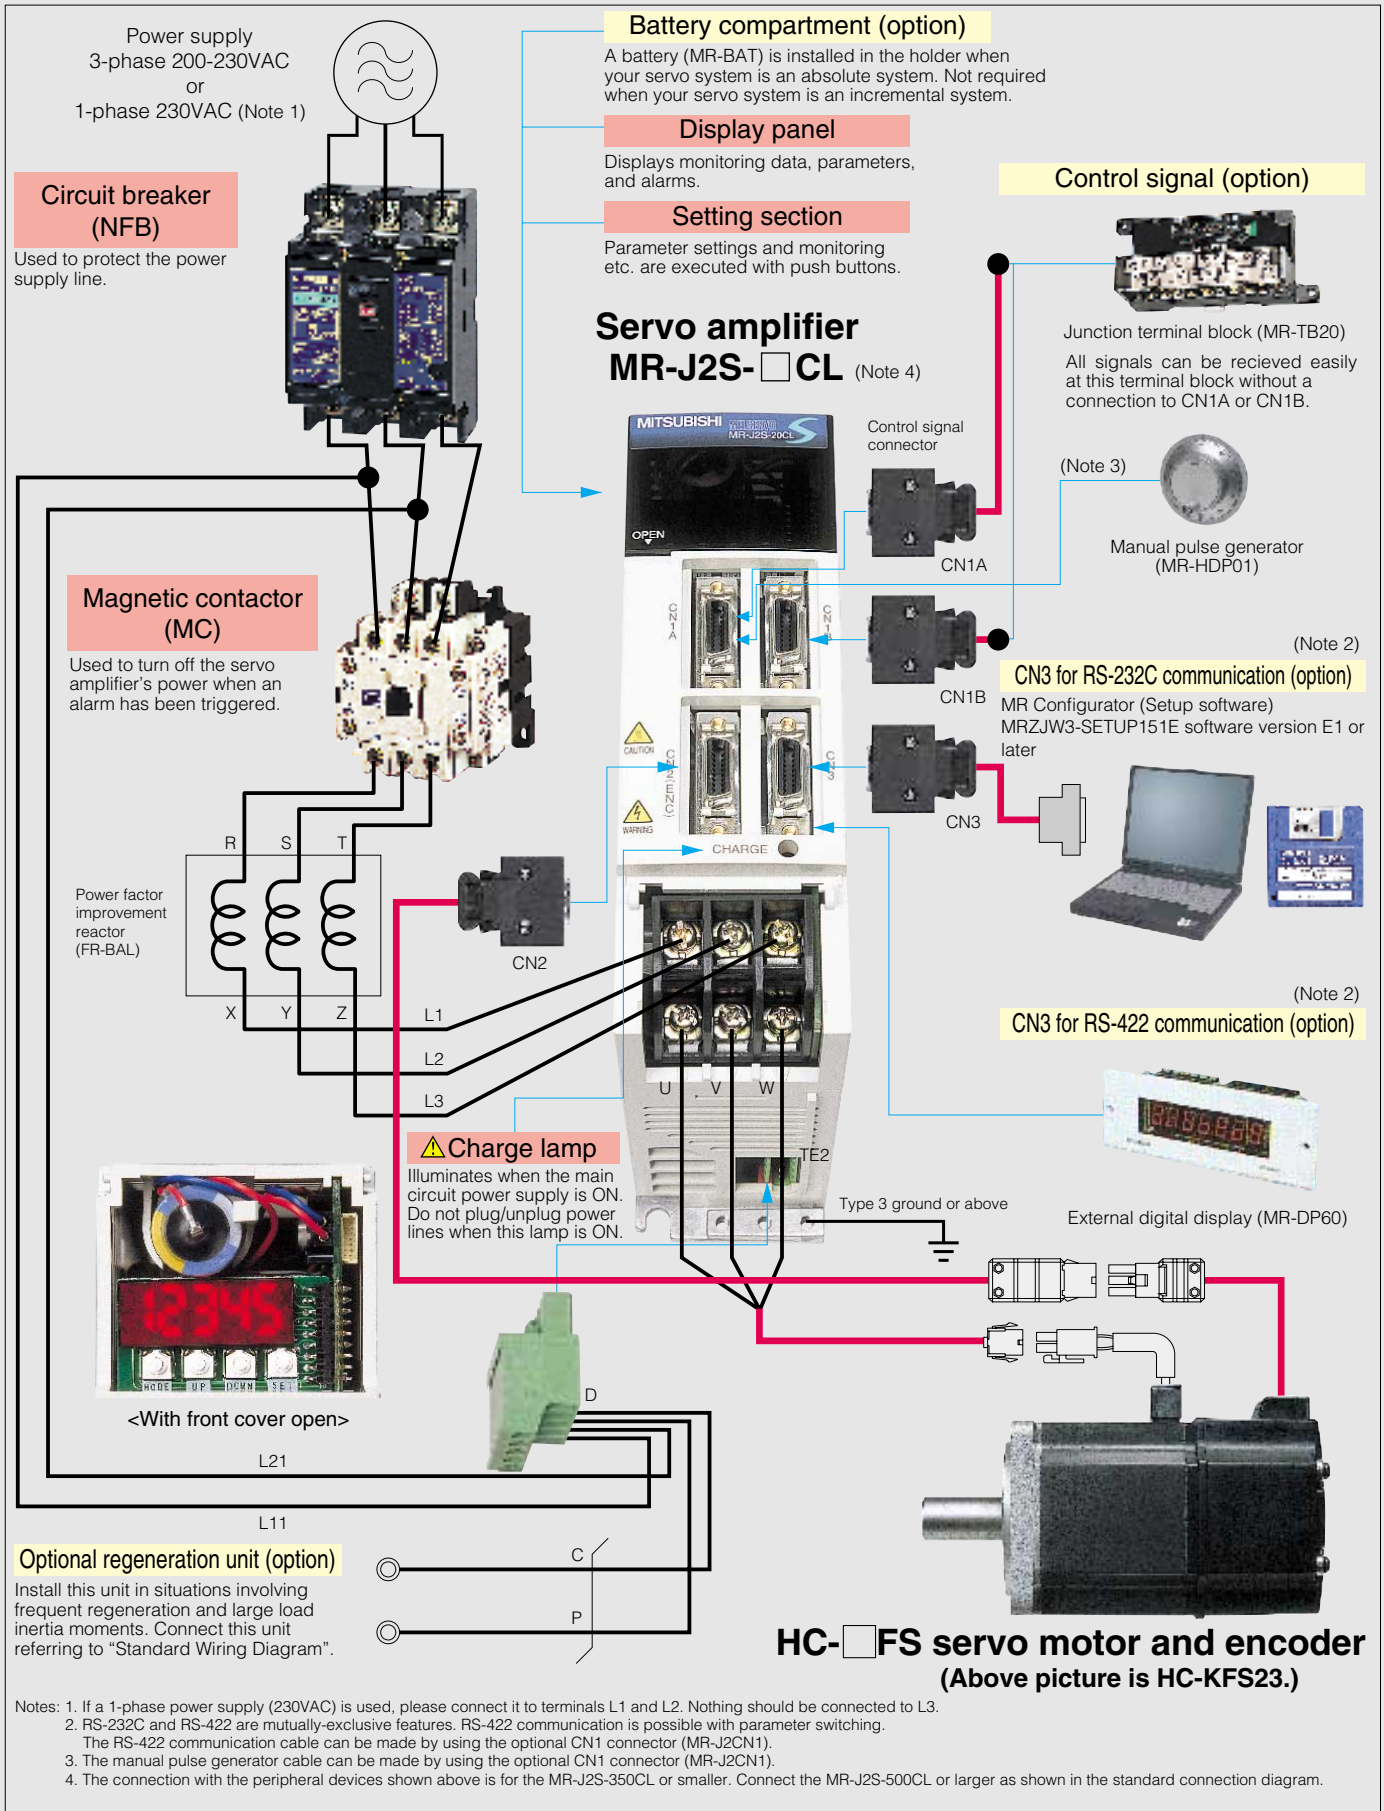 Power supply
3-phase 200-230VAC
or
1-phase 230VAC (Note 1)
Battery compartment (option)
A battery (MR-BAT) is installed in the holder when
your servo system is an absolute system. Not required
when your servo system is an incremental system.
Display panel
Displays monitoring data, parameters,
and alarms.
Setting section
Parameter settings and monitoring
etc. are executed with push buttons.
Circuit breaker
(NFB)
Used to protect the power
supply line.
Control signal (option)
Junction terminal block (MR-TB20)
All signals can be recieved easily
at this terminal block without a
connection to CN1A or CN1B.
Servo amplifier
MR-J2S-□CL (Note 4)
MITSUBISHI
MELSERVO
MR-J2S-20CL
OPEN
Control signal
connector
CN1A
(Note 3)
Manual pulse generator
(MR-HDP01)
Magnetic contactor
(MC)
Used to turn off the servo
amplifier's power when an
alarm has been triggered.
CN1A
CN1B
CN1B
(Note 2)
CN3 for RS-232C communication (option)
MR Configurator (Setup software)
MRZJW3-SETUP151E software version E1 or
later
CAUTION
CN2(ENC)
CN3
WARNING
CHARGE
CN3
R S T
Power factor
improvement
reactor
(FR-BAL)
X Y Z
CN2
L1
L2
L3
U V W
TE2
(Note 2)
CN3 for RS-422 communication (option)
External digital display (MR-DP60)
Charge lamp
Illuminates when the main
circuit power supply is ON.
Do not plug/unplug power
lines when this lamp is ON.
Type 3 ground or above
12345
MODE UP DOWN SET
<With front cover open>
D
L21
L11
C
P
Optional regeneration unit (option)
Install this unit in situations involving
frequent regeneration and large load
inertia moments. Connect this unit
referring to “Standard Wiring Diagram”.
HC-□FS servo motor and encoder
(Above picture is HC-KFS23.)
Notes: 1. If a 1-phase power supply (230VAC) is used, please connect it to terminals L1 and L2. Nothing should be connected to L3.
2. RS-232C and RS-422 are mutually-exclusive features. RS-422 communication is possible with parameter switching.
The RS-422 communication cable can be made by using the optional CN1 connector (MR-J2CN1).
3. The manual pulse generator cable can be made by using the optional CN1 connector (MR-J2CN1).
4. The connection with the peripheral devices shown above is for the MR-J2S-350CL or smaller. Connect the MR-J2S-500CL or larger as shown in the standard connection diagram.